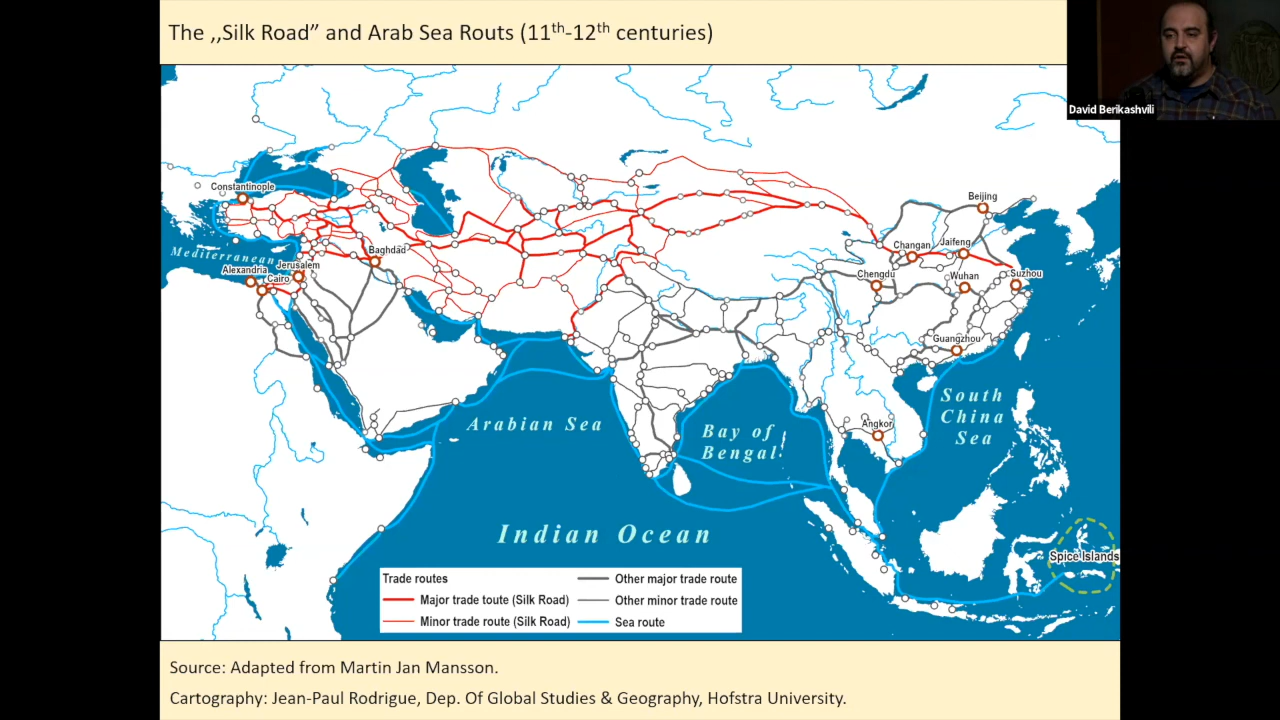 The ,,Silk Road” and Arab Sea Routs (11th-12th centuries)
David Berikashvili
Constantinople
Beijing
Mediterranean
Baghdad
Changan
Jaifeng
Jerusalem
Alexandria
Cairo
Chengdu
Wuhan
Suzhou
Guangzhou
Arabian Sea
Bay of
Bengal
Angkor
South
China
Sea
Indian Ocean
Spice Islands
Trade routes
Major trade toute (Silk Road)
Minor trade route (Silk Road)
Other major trade route
Other minor trade route
Sea route
Source: Adapted from Martin Jan Mansson.
Cartography: Jean-Paul Rodrigue, Dep. Of Global Studies & Geography, Hofstra University.